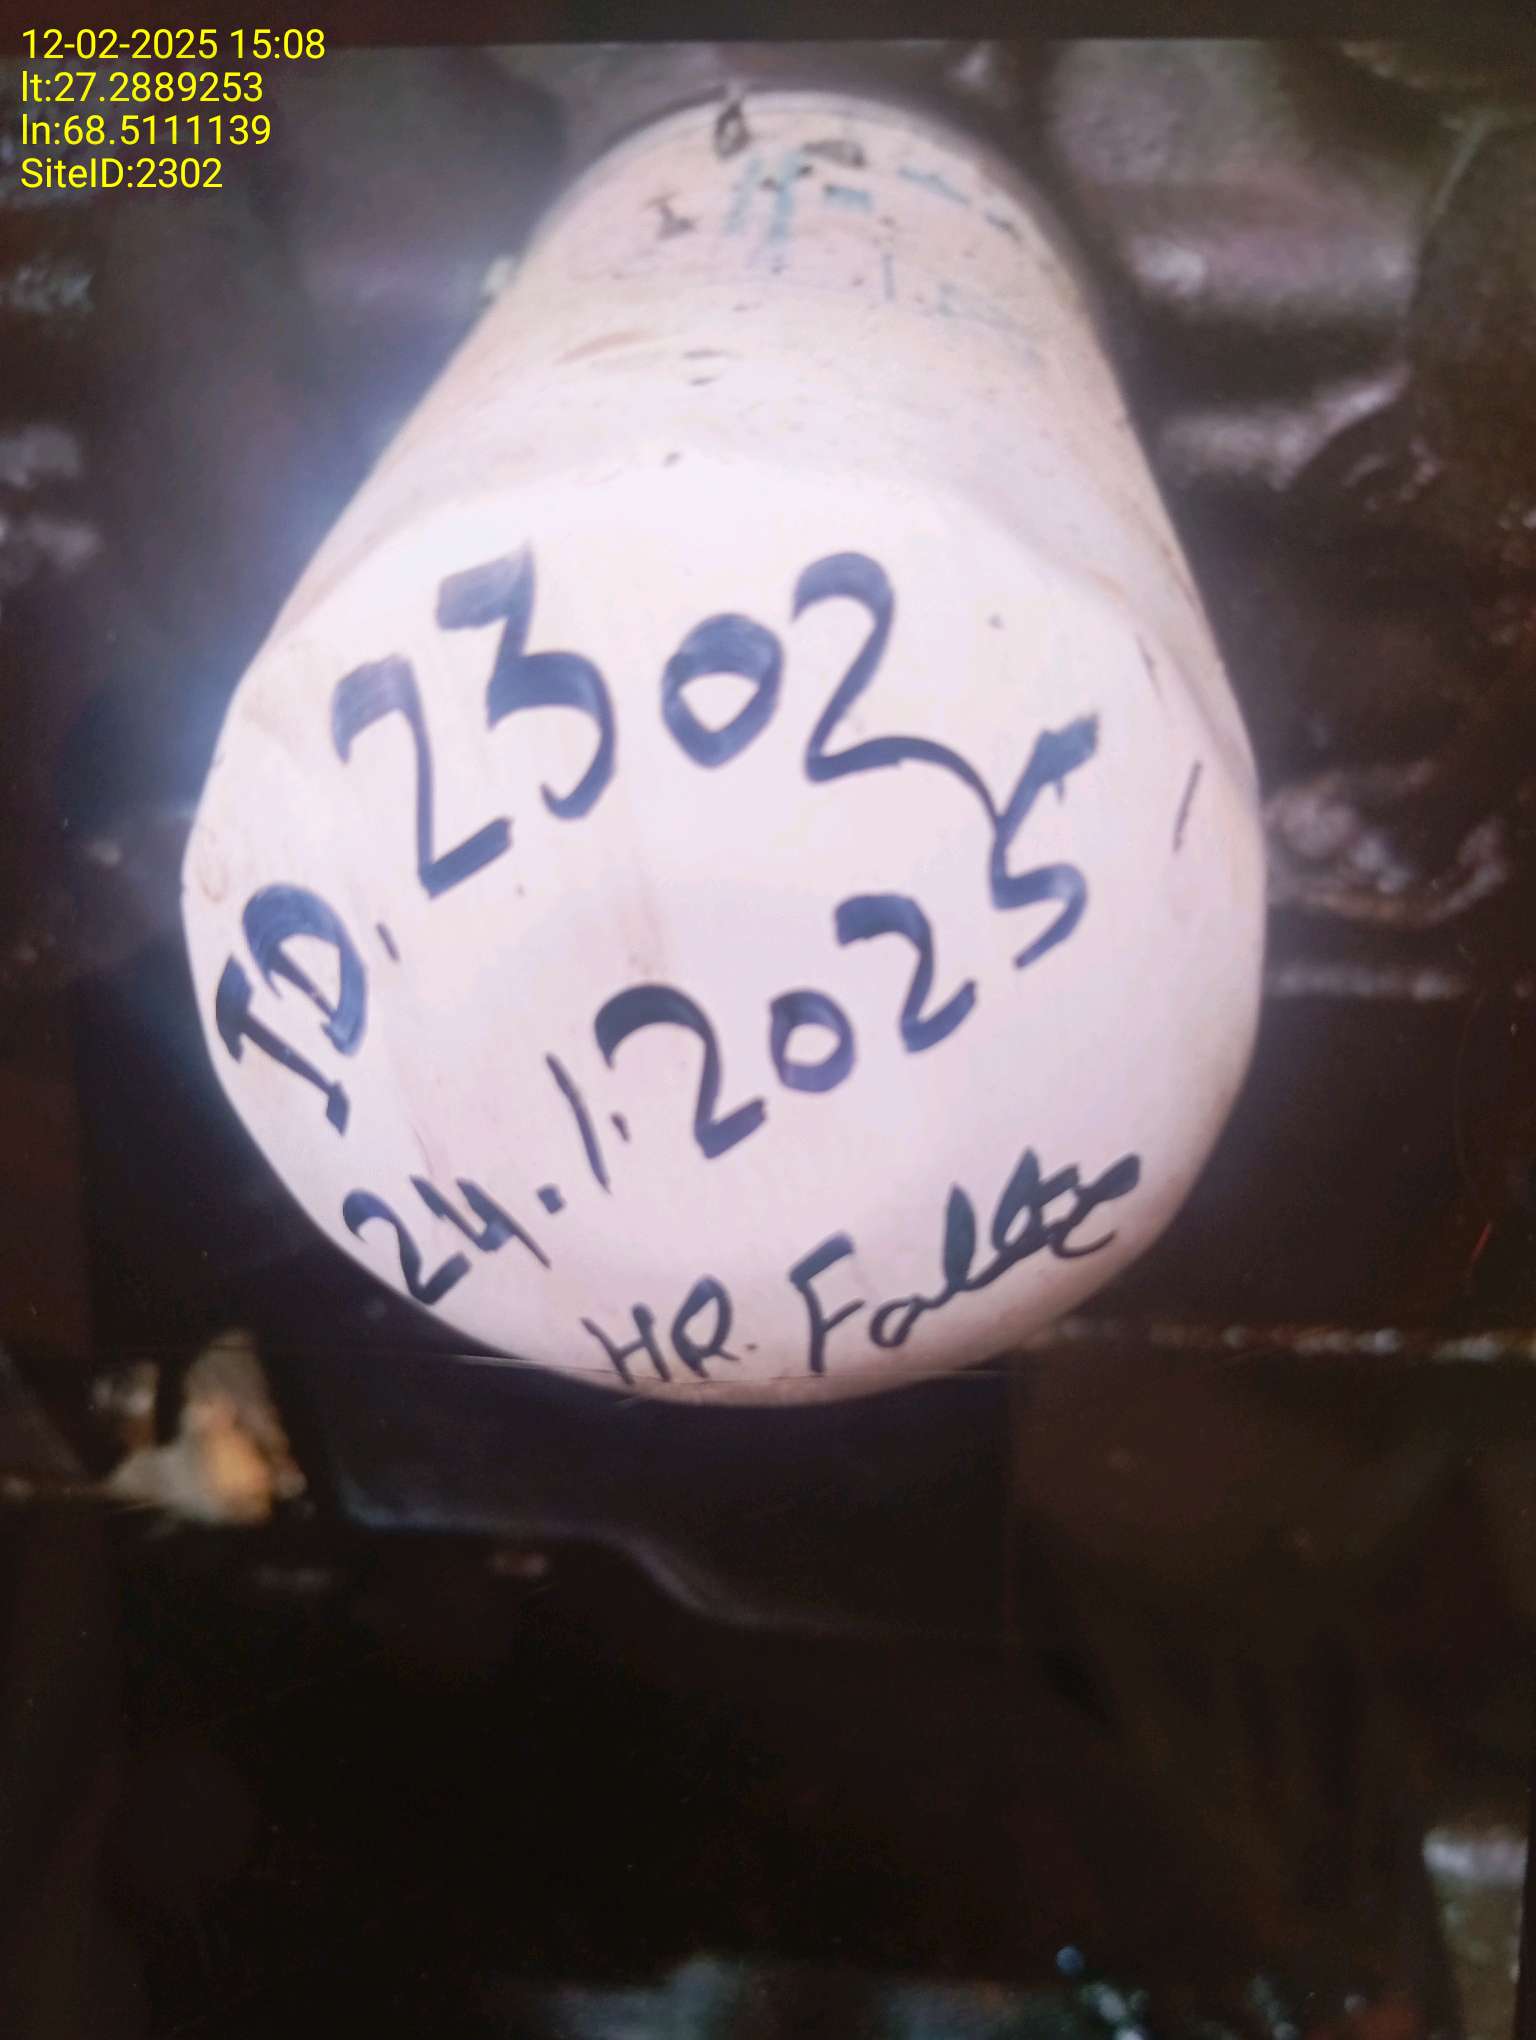 12-02-2025 15:08
lt:27.2889253
ln:68.5111139
SiteID:2302
ID. 2302
24.1.2025
HR.